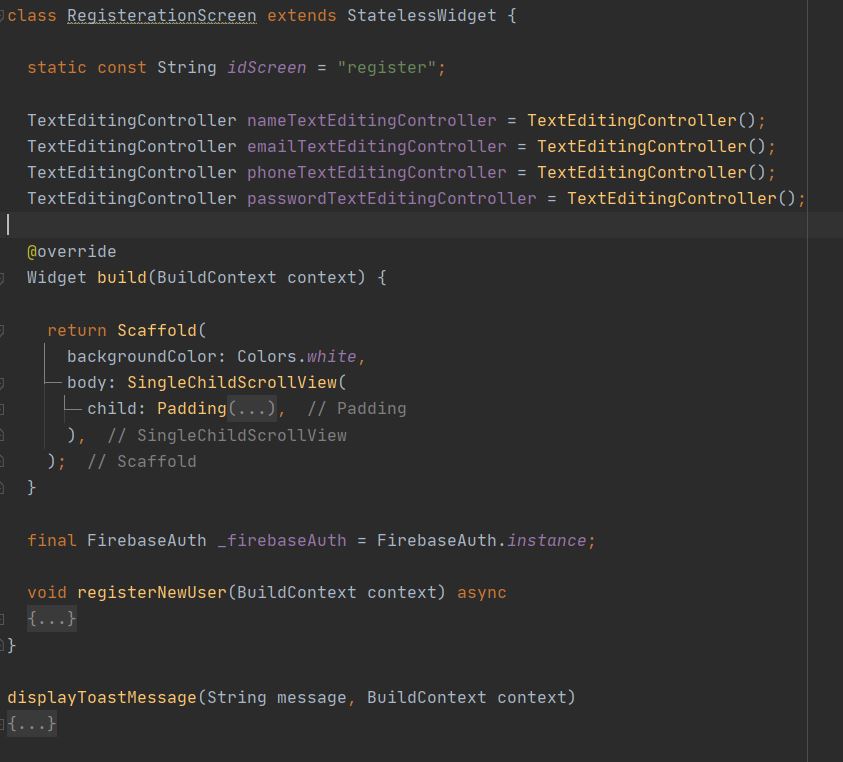 class RegisterationScreen extends StatelessWidget {
static const String idScreen = "register";
TextEditingController nameTextEditingController = TextEditingController();
TextEditingController emailTextEditingController = TextEditingController();
TextEditingController phoneTextEditingController = TextEditingController();
TextEditingController passwordTextEditingController = TextEditingController();
@override
Widget build(BuildContext context) {
return Scaffold(
backgroundColor: Colors.white,
body: SingleChildScrollView(
child: Padding(...), // Padding
), // SingleChildScrollView
); // Scaffold
}
final FirebaseAuth _firebaseAuth = FirebaseAuth.instance;
void registerNewUser(BuildContext context) async
{...}
}
displayToastMessage(String message, BuildContext context)
{...}